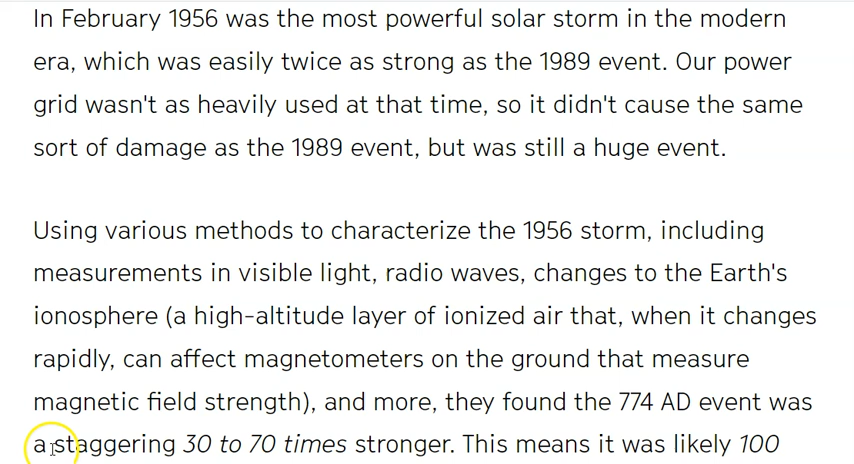 In February 1956 was the most powerful solar storm in the modern
era, which was easily twice as strong as the 1989 event. Our power
grid wasn't as heavily used at that time, so it didn't cause the same
sort of damage as the 1989 event, but was still a huge event.
Using various methods to characterize the 1956 storm, including
measurements in visible light, radio waves, changes to the Earth's
ionosphere (a high-altitude layer of ionized air that, when it changes
rapidly, can affect magnetometers on the ground that measure
magnetic field strength), and more, they found the 774 AD event was
a staggering 30 to 70 times stronger. This means it was likely 100